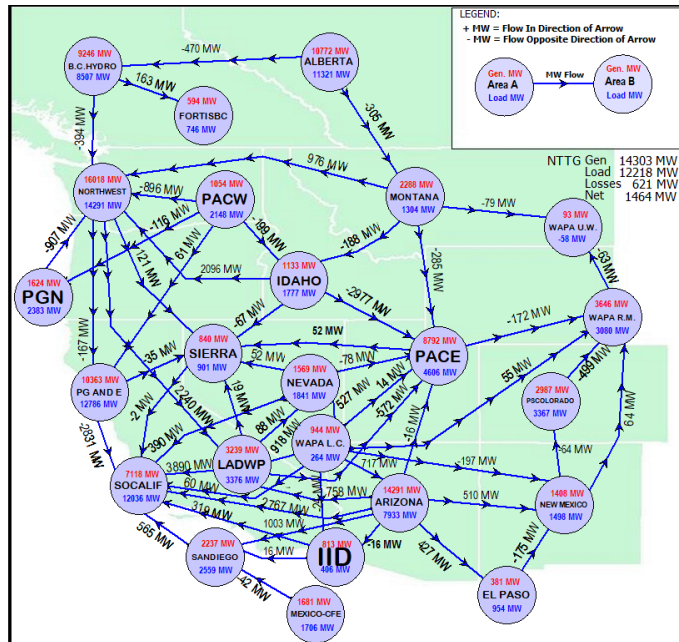 LEGEND:
+ MW = Flow In Direction of Arrow
- MW = Flow Opposite Direction of Arrow
Gen. MW
Area A
Load MW
MW Flow
Gen. MW
Area B
Load MW
NTTG Gen 14303 MW
Load 12218 MW
Losses 621 MW
Net 1464 MW
9246 MW
B.C.HYDRO
8507 MW
-470 MW
10772 MW
ALBERTA
11321 MW
163 MW
594 MW
FORTISBC
746 MW
-394 MW
-305 MW
976 MW
16018 MW
NORTHWEST
14291 MW
-896 MW
1054 MW
PACW
2148 MW
2288 MW
MONTANA
1304 MW
-79 MW
93 MW
WAPA U.W.
-58 MW
-116 MW
-199 MW
-188 MW
-907 MW
61 MW
121 MW
2096 MW
-285 MW
-63 MW
1624 MW
PGN
2383 MW
1133 MW
IDAHO
1777 MW
-2977 MW
-67 MW
-172 MW
3646 MW
WAPA R.M.
3080 MW
-167 MW
52 MW
840 MW
SIERRA
901 MW
8792 MW
PACE
4606 MW
-35 MW
52 MW
-78 MW
1569 MW
NEVADA
1841 MW
10363 MW
PG AND E
12786 MW
-2 MW
2240 MW
19 MW
527 MW
14 MW
-572 MW
55 MW
-499 MW
2987 MW
PSCOLORADO
3367 MW
64 MW
-2831 MW
390 MW
88 MW
918 MW
944 MW
WAPA L.C.
264 MW
-16 MW
-64 MW
3239 MW
LADWP
3376 MW
3890 MW
717 MW
-197 MW
7118 MW
SOCALIF
12036 MW
60 MW
2767 MW
758 MW
14291 MW
ARIZONA
7933 MW
510 MW
1408 MW
NEW MEXICO
1498 MW
319 MW
1003 MW
565 MW
2237 MW
SANDIEGO
2559 MW
16 MW
813 MW
IID
406 MW
-16 MW
427 MW
-175 MW
381 MW
EL PASO
954 MW
-42 MW
1681 MW
MEXICO-CFE
1706 MW